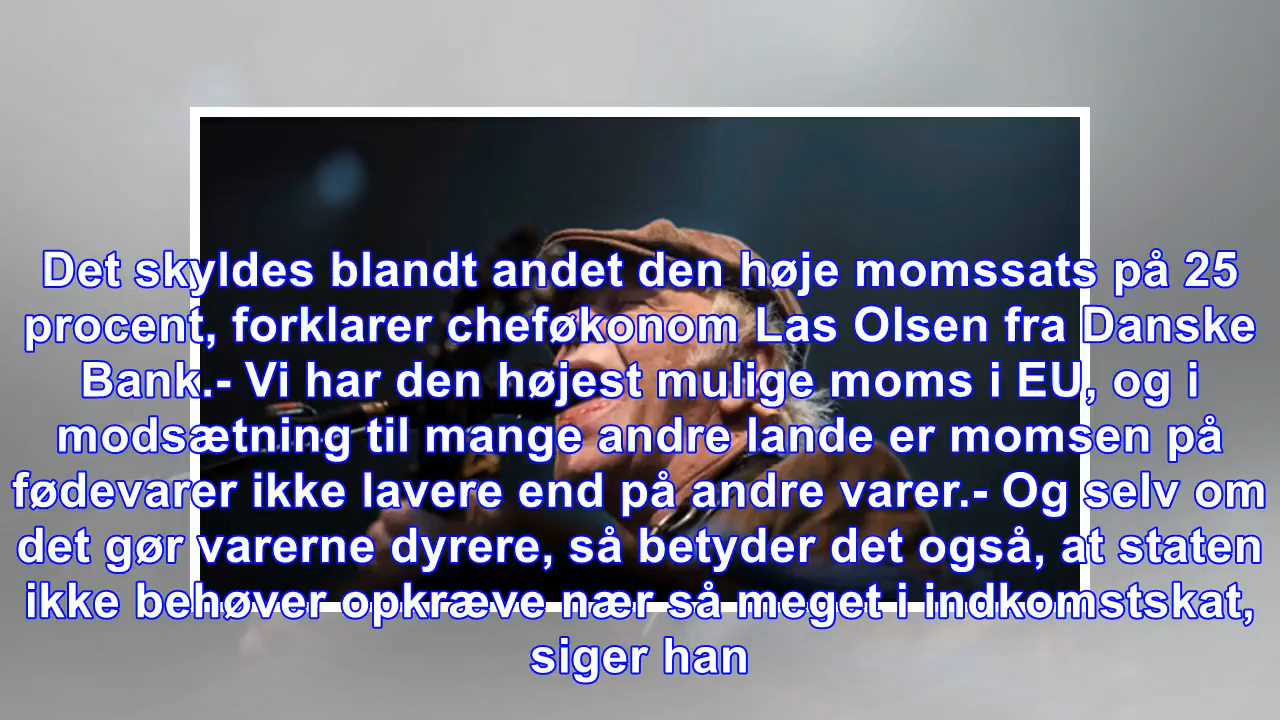 Det skyldes blandt andet den høje momssats på 25
procent, forklarer cheføkonom Las Olsen fra Danske
Bank.- Vi har den højest mulige moms i EU, og i
modsætning til mange andre lande er momsen på
fødevarer ikke lavere end på andre varer.- Og selv om
det gør varerne dyrere, så betyder det også, at staten
ikke behøver opkræve nær så meget i indkomstskat,
siger han